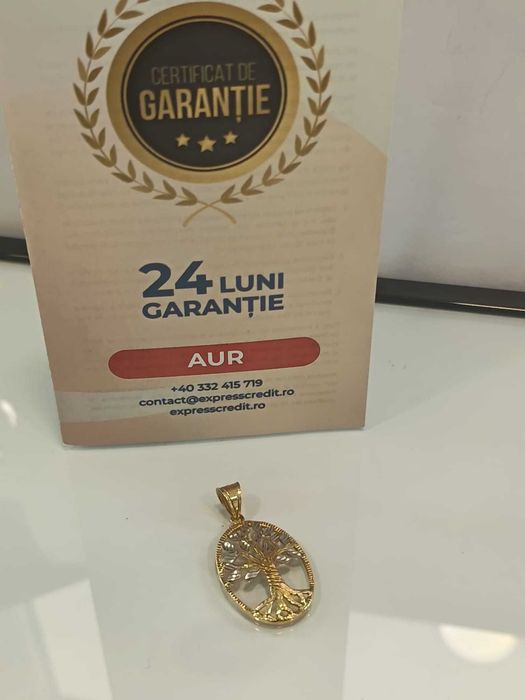 CERTIFICAT DE
GARANȚIE
24 LUNI
GARANȚIE
AUR
+40 332 415 719
contact@expresscredit.ro
expresscredit.ro